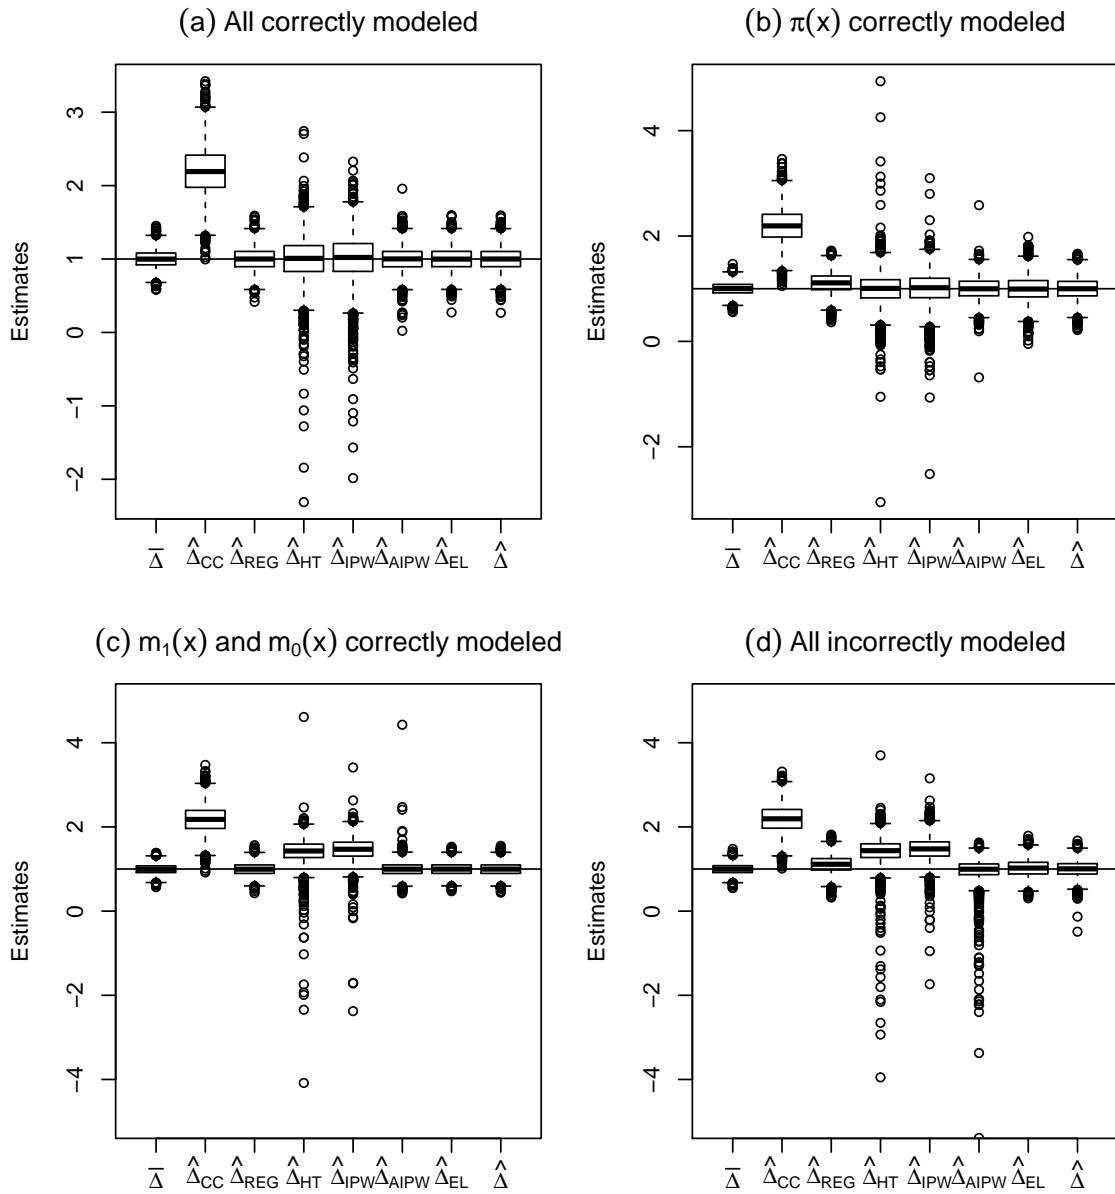 (a) All correctly modeled
Estimates
3
2
1
0
−1
−2
Δ̅ Δ̂CC Δ̂REG Δ̂HT Δ̂IPW Δ̂AIPW Δ̂EL Δ̂
(b) π(x) correctly modeled
Estimates
4
2
0
−2
Δ̅ Δ̂CC Δ̂REG Δ̂HT Δ̂IPW Δ̂AIPW Δ̂EL Δ̂
(c) m₁(x) and m₀(x) correctly modeled
Estimates
4
2
0
−2
−4
Δ̅ Δ̂CC Δ̂REG Δ̂HT Δ̂IPW Δ̂AIPW Δ̂EL Δ̂
(d) All incorrectly modeled
Estimates
4
2
0
−2
−4
Δ̅ Δ̂CC Δ̂REG Δ̂HT Δ̂IPW Δ̂AIPW Δ̂EL Δ̂